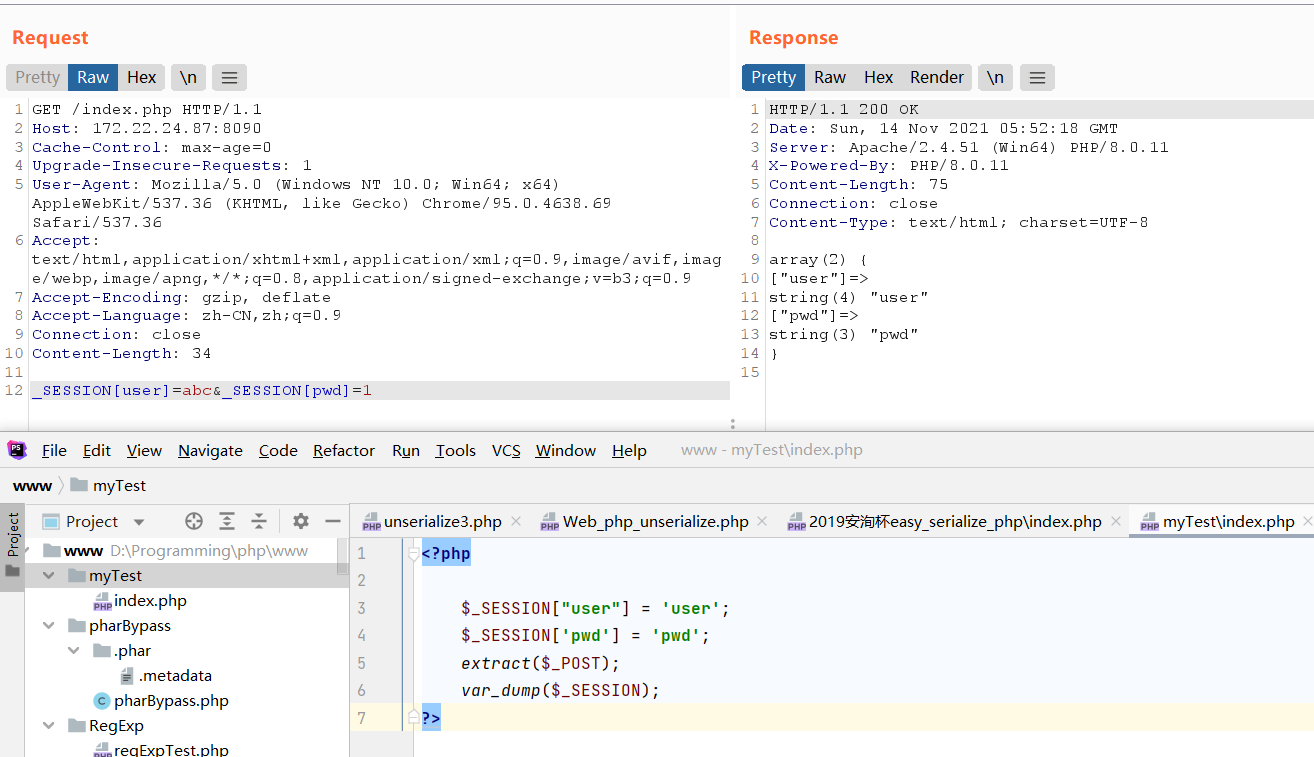 Request
Pretty Raw Hex \n
1 GET /index.php HTTP/1.1
2 Host: 172.22.24.87:8090
3 Cache-Control: max-age=0
4 Upgrade-Insecure-Requests: 1
5 User-Agent: Mozilla/5.0 (Windows NT 10.0; Win64; x64)
AppleWebKit/537.36 (KHTML, like Gecko) Chrome/95.0.4638.69
Safari/537.36
6 Accept:
text/html,application/xhtml+xml,application/xml;q=0.9,image/avif,imag
e/webp,image/apng,*/*;q=0.8,application/signed-exchange;v=b3;q=0.9
7 Accept-Encoding: gzip, deflate
8 Accept-Language: zh-CN,zh;q=0.9
9 Connection: close
10 Content-Length: 34
11
12 _SESSION[user]=abc&_SESSION[pwd]=1
Response
Pretty Raw Hex Render \n
1 HTTP/1.1 200 OK
2 Date: Sun, 14 Nov 2021 05:52:18 GMT
3 Server: Apache/2.4.51 (Win64) PHP/8.0.11
4 X-Powered-By: PHP/8.0.11
5 Content-Length: 75
6 Connection: close
7 Content-Type: text/html; charset=UTF-8
8
9 array(2) {
10 ["user"]=>
11 string(4) "user"
12 ["pwd"]=>
13 string(3) "pwd"
14 }
15
PS File Edit View Navigate Code Refactor Run Tools VCS Window Help www - myTest\index.php
www myTest
Project
Project
www D:\Programming\php\www
myTest
PHP index.php
pharBypass
.phar
.metadata
C pharBypass.php
RegExp
PHP regExpTest.php
PHP unserialize3.php PHP Web_php_unserialize.php PHP 2019安洵杯easy_serialize_php\index.php PHP myTest\index.php
1 <?php
2
3 $_SESSION["user"] = 'user';
4 $_SESSION['pwd'] = 'pwd';
5 extract($_POST);
6 var_dump($_SESSION);
7 ?>